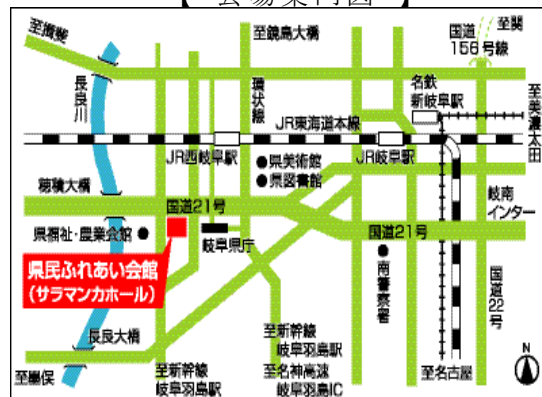 【 会場案内図 】
至揖斐
至鏡島大橋
国道
156号線
至関
長良川
環状線
名鉄
新岐阜駅
至美濃太田
JR東海道本線
JR西岐阜駅
JR岐阜駅
●県美術館
●県図書館
穂積大橋
国道21号
岐南
インター
県福祉・農業会館●
岐阜県庁
国道21号
県民ふれあい会館
(サラマンカホール)
南警察署
国道22号
長良大橋
至墨俣
至新幹線
岐阜羽島駅
至新幹線
岐阜羽島駅
至名神高速
岐阜羽島IC
至名古屋
N